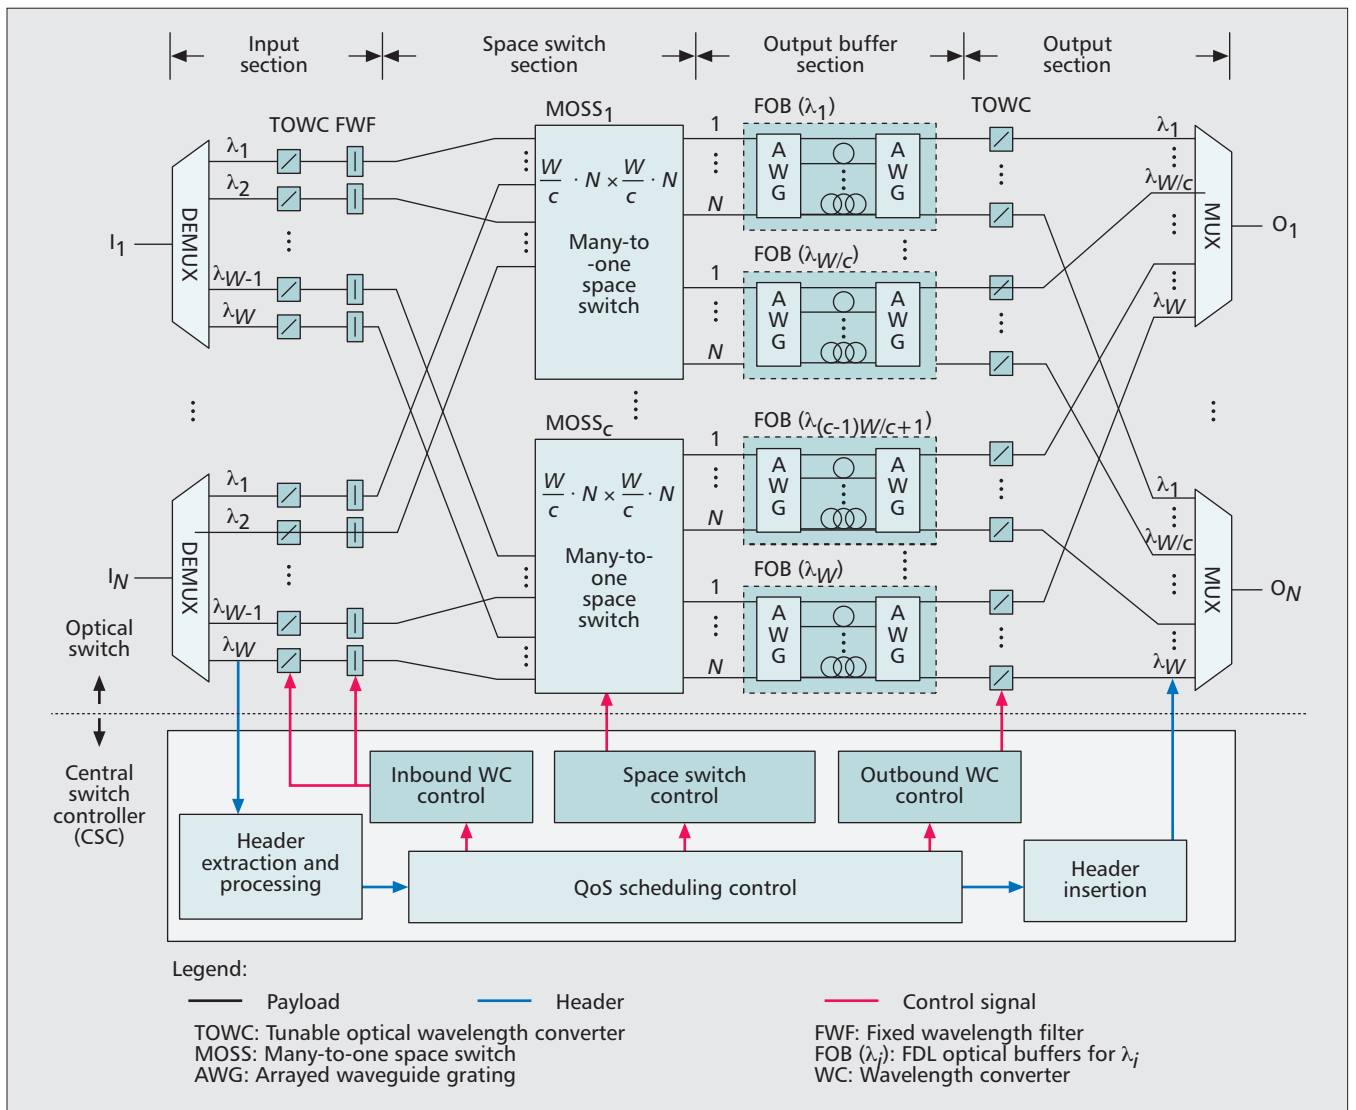 Input section
Space switch section
Output buffer section
Output section
TOWC FWF
MOSS1
FOB (λ1)
TOWC
DEMUX
I1
λ1
λ2
λW-1
λW
W/c · N × W/c · N
Many-to
-one
space
switch
1
N
A W G
A W G
FOB (λW/c)
1
N
A W G
A W G
λ1
λW/c
λW
MUX
O1
MOSSc
FOB (λ(c-1)W/c+1)
DEMUX
IN
λ1
λ2
λW-1
λW
W/c · N × W/c · N
Many-to-
one
space
switch
1
N
A W G
A W G
FOB (λW)
1
N
A W G
A W G
λ1
λW/c
λW
MUX
ON
Optical
switch
Central
switch
controller
(CSC)
Inbound WC
control
Space switch
control
Outbound WC
control
Header
extraction and
processing
QoS scheduling control
Header
insertion
Legend:
Payload
Header
Control signal
TOWC: Tunable optical wavelength converter
MOSS: Many-to-one space switch
AWG: Arrayed waveguide grating
FWF: Fixed wavelength filter
FOB (λi): FDL optical buffers for λi
WC: Wavelength converter